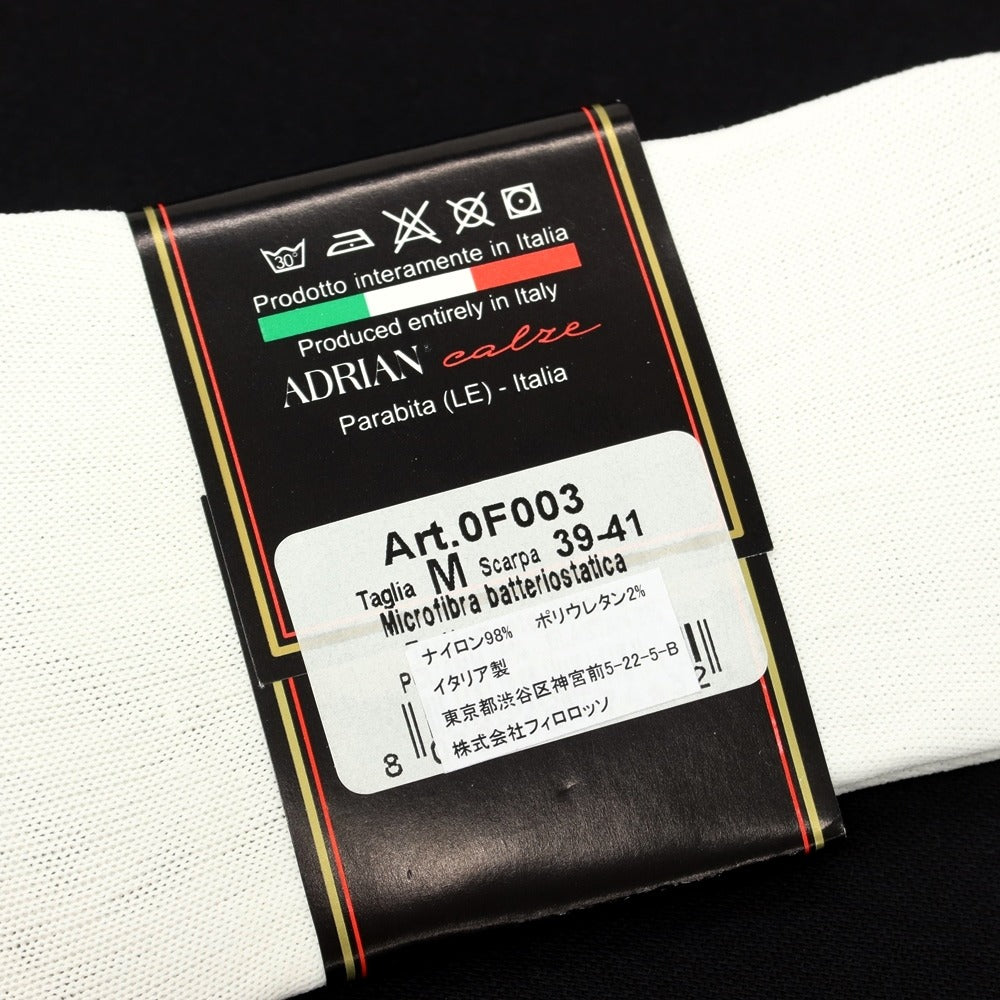 30°
Prodotto interamente in Italia
Produced entirely in Italy
ADRIAN calze
Parabita (LE) - Italia
Art.0F003
Taglia M Scarpa 39-41
Microfibra batteriostatica
ナイロン98% ポリウレタン2%
イタリア製
東京都渋谷区神宮前5-22-5-B
株式会社フィロロッソ
P
8
2